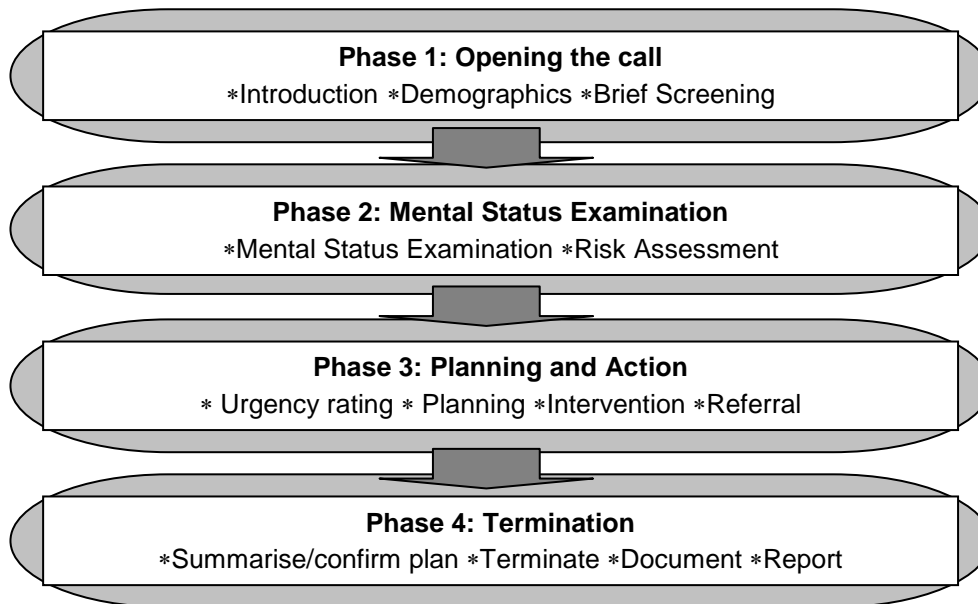 Phase 1: Opening the call
∗Introduction ∗Demographics ∗Brief Screening
Phase 2: Mental Status Examination
∗Mental Status Examination ∗Risk Assessment
Phase 3: Planning and Action
∗ Urgency rating ∗ Planning ∗Intervention ∗Referral
Phase 4: Termination
∗Summarise/confirm plan ∗Terminate ∗Document ∗Report